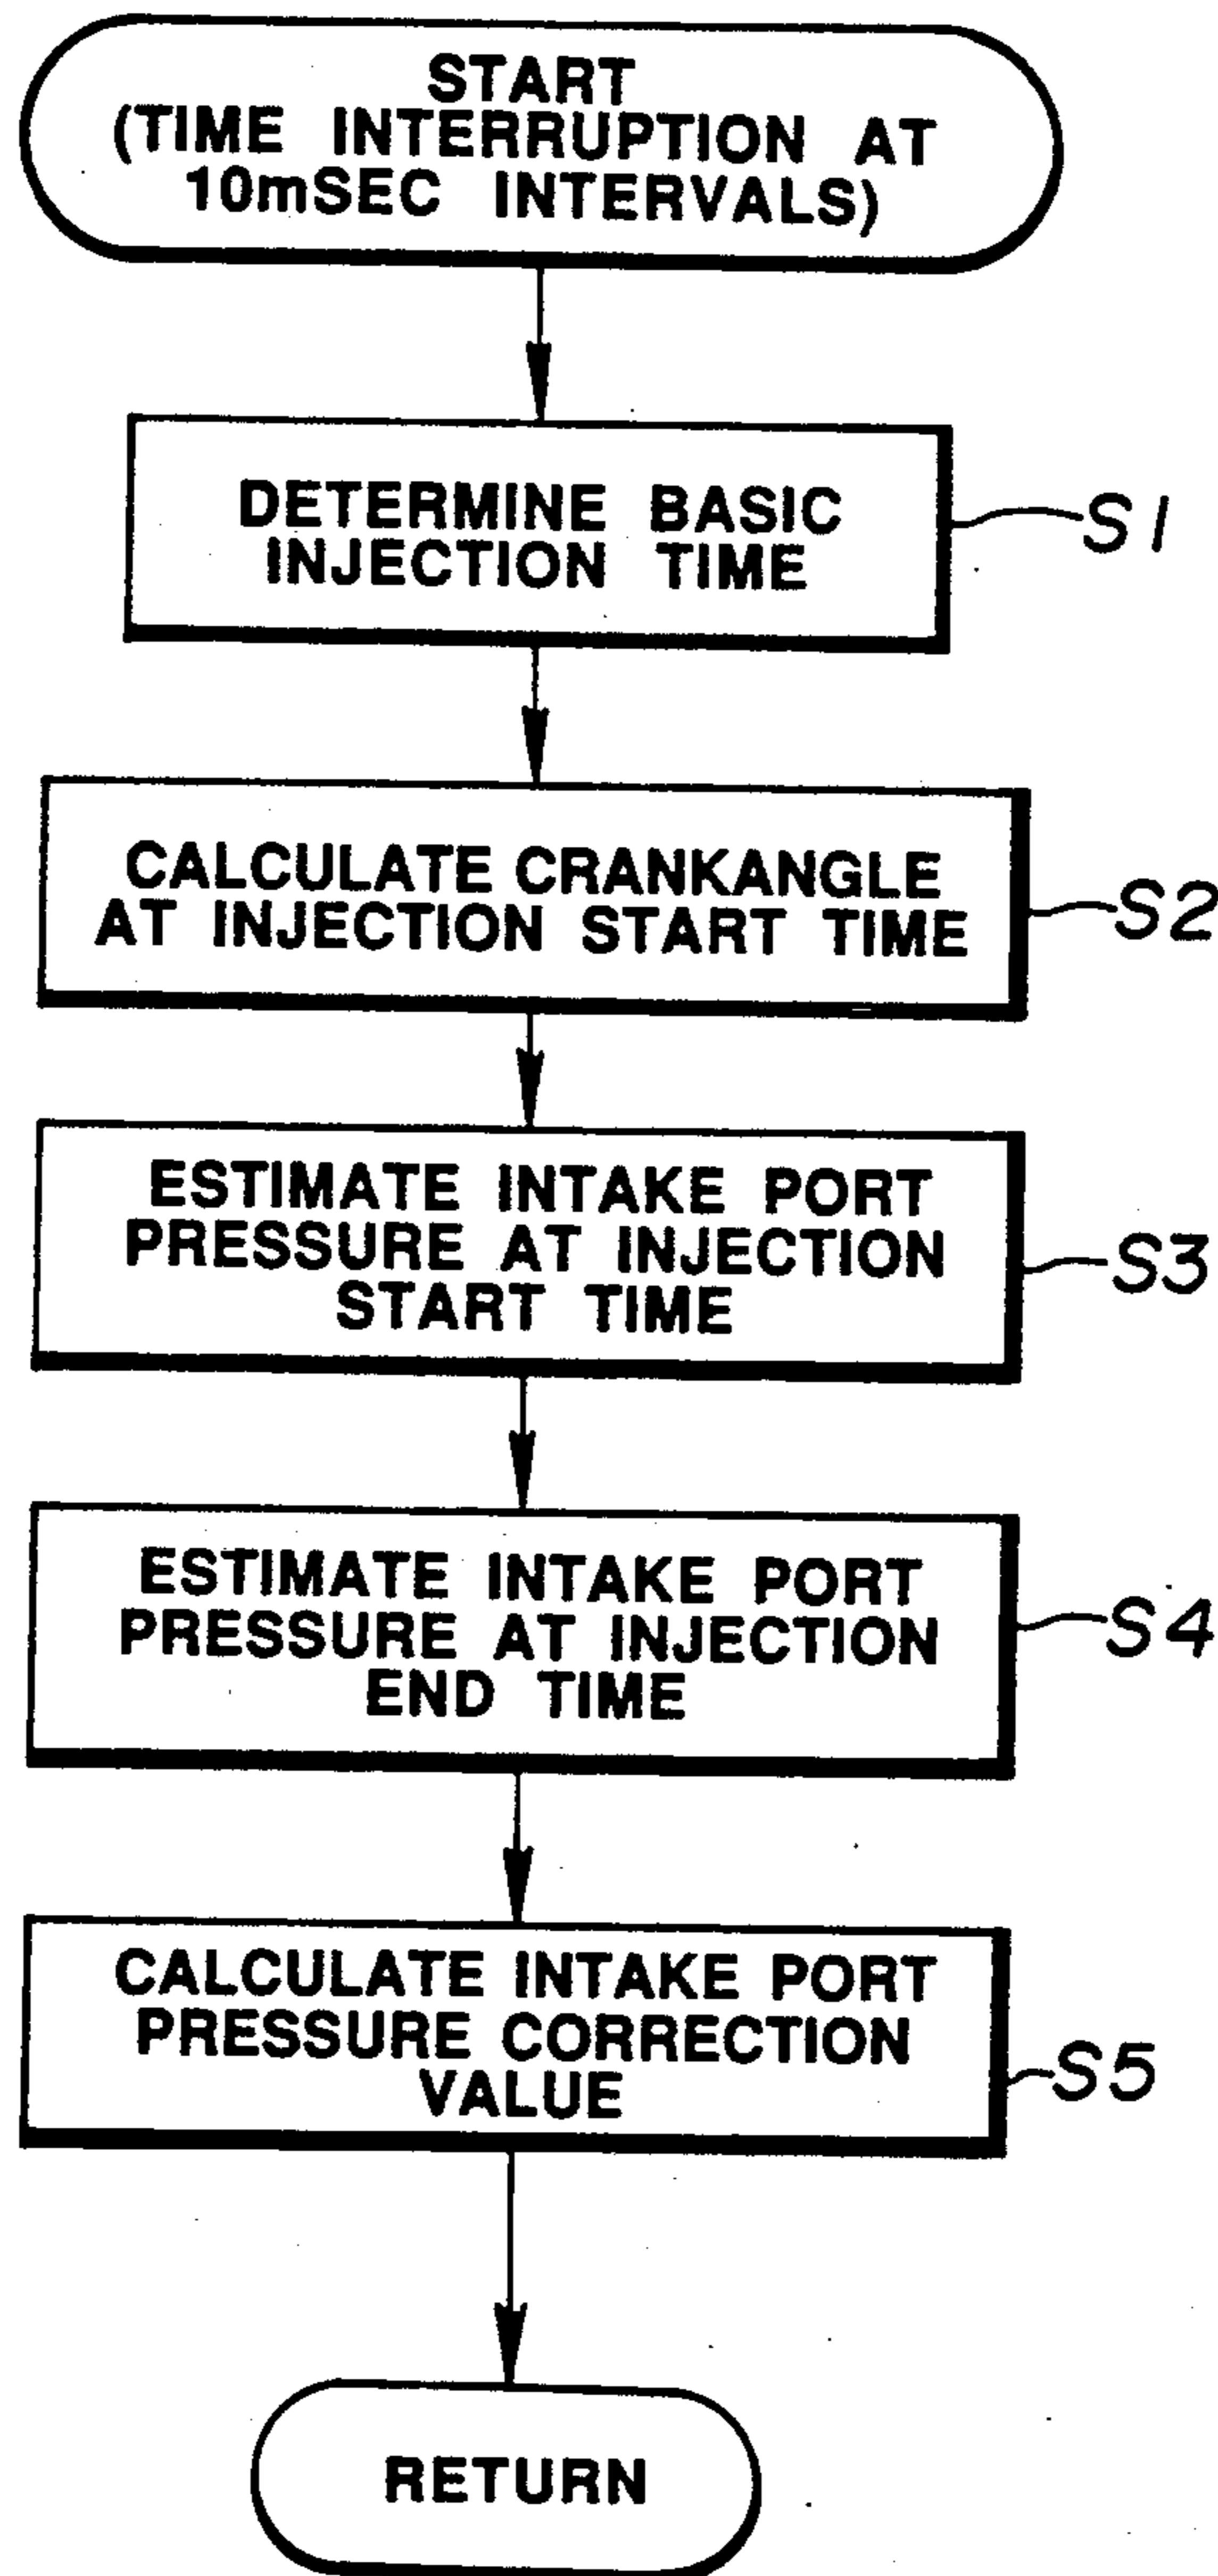 START
(TIME INTERRUPTION AT
10mSEC INTERVALS)
DETERMINE BASIC
INJECTION TIME
S1
CALCULATE CRANKANGLE
AT INJECTION START TIME
S2
ESTIMATE INTAKE PORT
PRESSURE AT INJECTION
START TIME
S3
ESTIMATE INTAKE PORT
PRESSURE AT INJECTION
END TIME
S4
CALCULATE INTAKE PORT
PRESSURE CORRECTION
VALUE
S5
RETURN